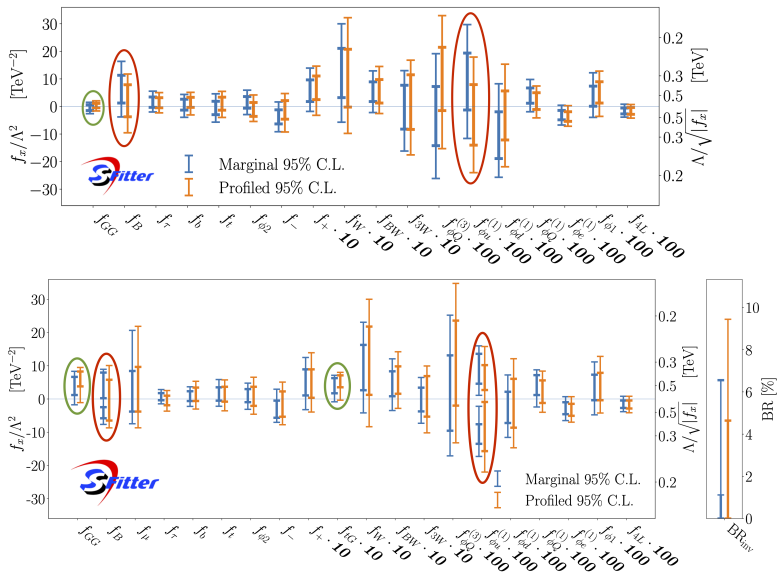 30
20
10
0
−10
−20
−30
f_x/Λ² [TeV⁻²]
0.2
0.3
0.5
0.5
0.3
0.2
Λ/√|f_x| [TeV]
Marginal 95% C.L.
Profiled 95% C.L.
SFitter
f_GG
f_B
f_τ
f_b
f_t
f_ϕ2
f_−
f_+ · 10
f_W · 10
f_BW · 10
f_3W · 10
f_ϕQ^(3) · 100
f_ϕu^(1) · 100
f_ϕd^(1) · 100
f_ϕQ^(1) · 100
f_ϕe^(1) · 100
f_ϕ1 · 100
f_4L · 100
30
20
10
0
−10
−20
−30
f_x/Λ² [TeV⁻²]
0.2
0.3
0.5
0.5
0.3
0.2
Λ/√|f_x| [TeV]
Marginal 95% C.L.
Profiled 95% C.L.
SFitter
f_GG
f_B
f_μ
f_τ
f_b
f_t
f_ϕ2
f_−
f_+ · 10
f_tG · 10
f_W · 10
f_BW · 10
f_3W · 10
f_ϕQ^(3) · 100
f_ϕu^(1) · 100
f_ϕd^(1) · 100
f_ϕQ^(1) · 100
f_ϕe^(1) · 100
f_ϕ1 · 100
f_4L · 100
10
8
6
4
2
0
BR [%]
BR_inv